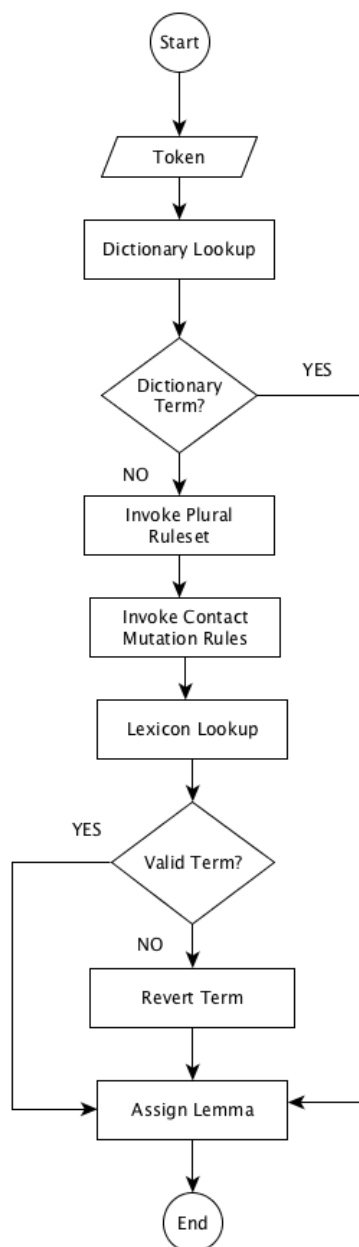 Start
Token
Dictionary Lookup
Dictionary
Term?
YES
NO
Invoke Plural
Ruleset
Invoke Contact
Mutation Rules
Lexicon Lookup
YES
Valid Term?
NO
Revert Term
Assign Lemma
End